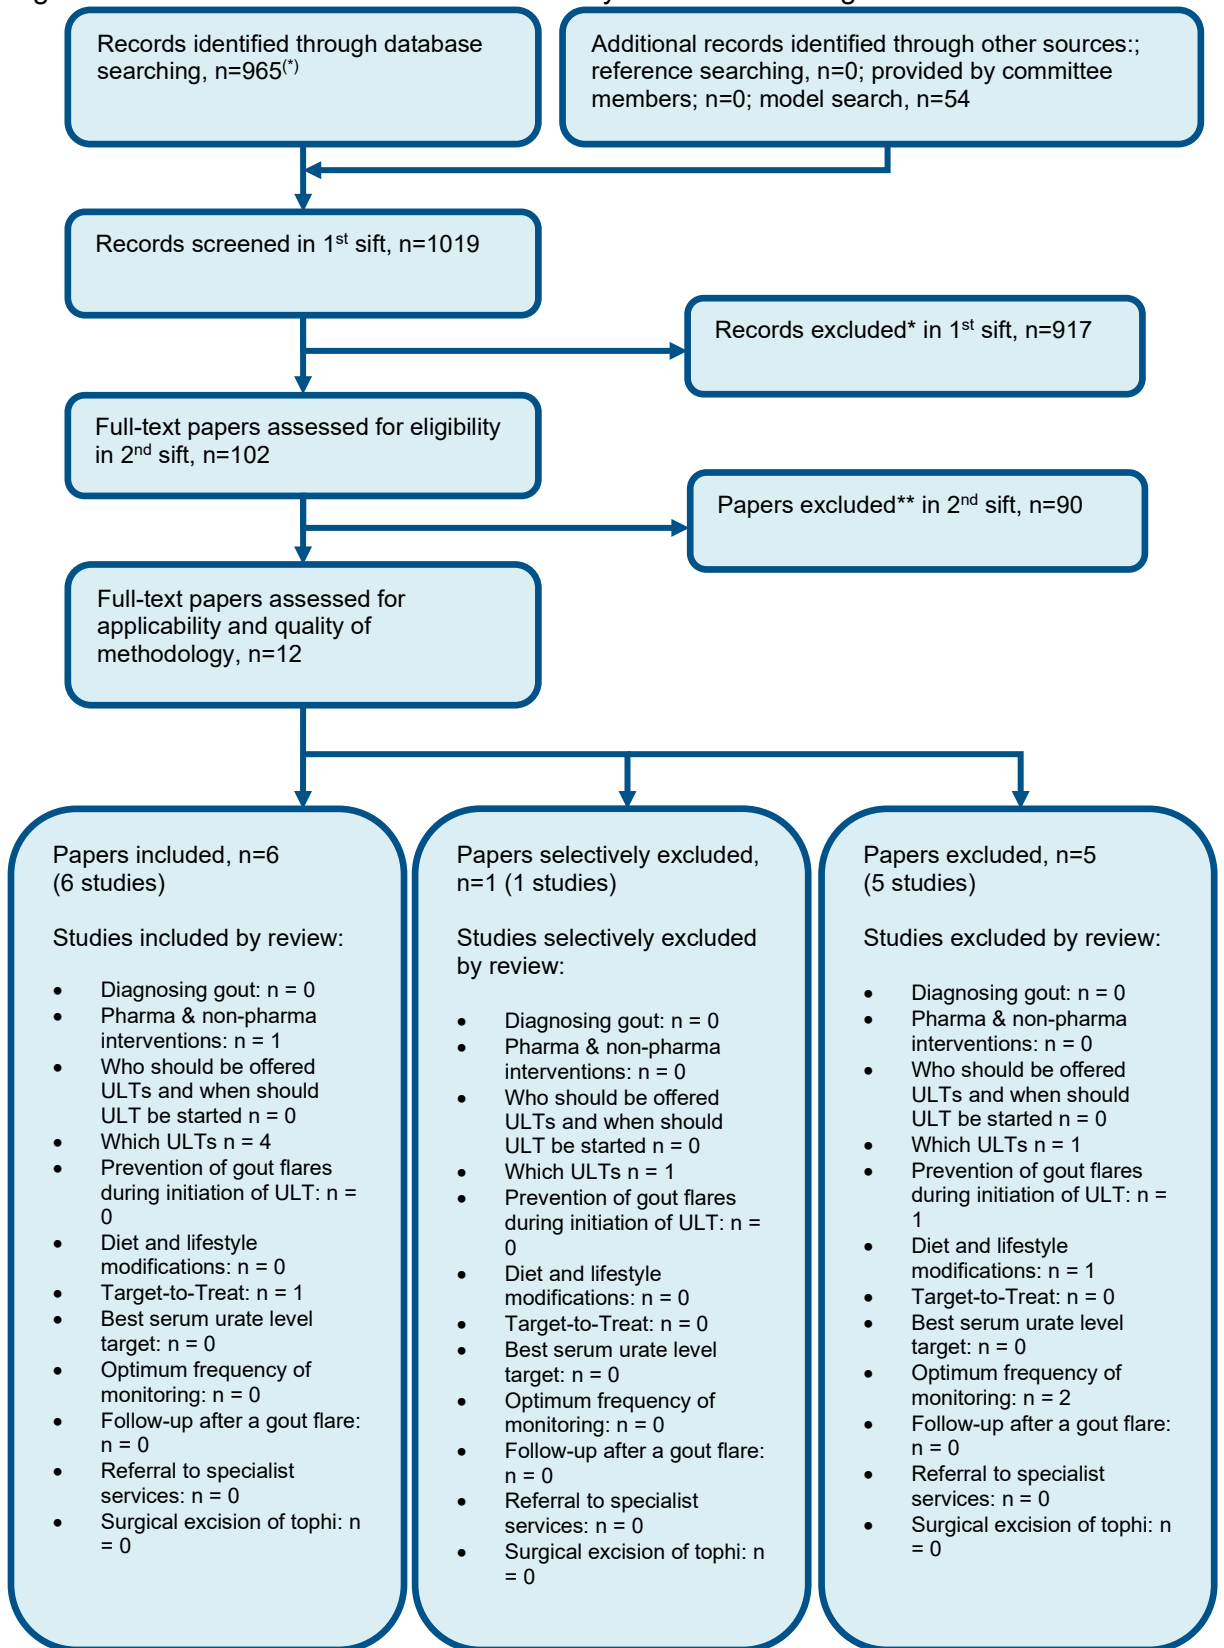 Records identified through database
searching, n=965(*)
Additional records identified through other sources:;
reference searching, n=0; provided by committee
members; n=0; model search, n=54
Records screened in 1st sift, n=1019
Records excluded* in 1st sift, n=917
Full-text papers assessed for eligibility
in 2nd sift, n=102
Papers excluded** in 2nd sift, n=90
Full-text papers assessed for
applicability and quality of
methodology, n=12
Papers included, n=6
(6 studies)
Studies included by review:
• Diagnosing gout: n = 0
• Pharma & non-pharma
interventions: n = 1
• Who should be offered
ULTs and when should
ULT be started n = 0
• Which ULTs n = 4
• Prevention of gout flares
during initiation of ULT: n =
0
• Diet and lifestyle
modifications: n = 0
• Target-to-Treat: n = 1
• Best serum urate level
target: n = 0
• Optimum frequency of
monitoring: n = 0
• Follow-up after a gout flare:
n = 0
• Referral to specialist
services: n = 0
• Surgical excision of tophi: n
= 0
Papers selectively excluded,
n=1 (1 studies)
Studies selectively excluded
by review:
• Diagnosing gout: n = 0
• Pharma & non-pharma
interventions: n = 0
• Who should be offered
ULTs and when should
ULT be started n = 0
• Which ULTs n = 1
• Prevention of gout flares
during initiation of ULT: n =
0
• Diet and lifestyle
modifications: n = 0
• Target-to-Treat: n = 0
• Best serum urate level
target: n = 0
• Optimum frequency of
monitoring: n = 0
• Follow-up after a gout flare:
n = 0
• Referral to specialist
services: n = 0
• Surgical excision of tophi: n
= 0
Papers excluded, n=5
(5 studies)
Studies excluded by review:
• Diagnosing gout: n = 0
• Pharma & non-pharma
interventions: n = 0
• Who should be offered
ULTs and when should
ULT be started n = 0
• Which ULTs n = 1
• Prevention of gout flares
during initiation of ULT: n =
1
• Diet and lifestyle
modifications: n = 1
• Target-to-Treat: n = 0
• Best serum urate level
target: n = 0
• Optimum frequency of
monitoring: n = 2
• Follow-up after a gout flare:
n = 0
• Referral to specialist
services: n = 0
• Surgical excision of tophi: n
= 0